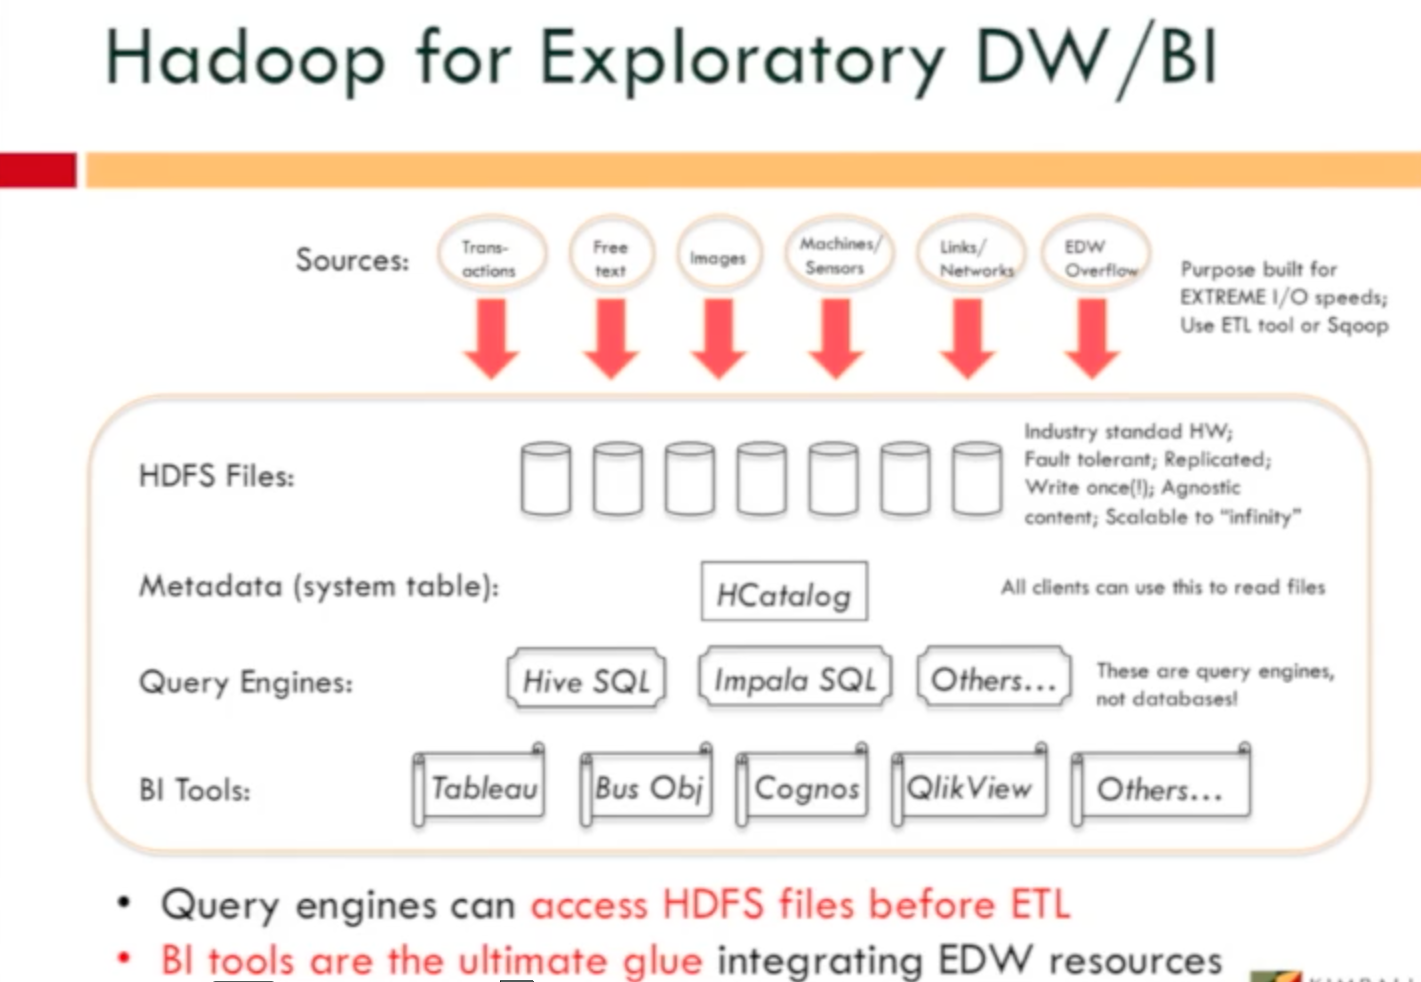 Hadoop for Exploratory DW/BI
Sources:
Trans-
actions
Free
text
Images
Machines/
Sensors
Links/
Networks
EDW
Overflow
Purpose built for
EXTREME I/O speeds;
Use ETL tool or Sqoop
HDFS Files:
Industry standad HW;
Fault tolerant; Replicated;
Write once(!); Agnostic
content; Scalable to "infinity"
Metadata (system table):
HCatalog
All clients can use this to read files
Query Engines:
Hive SQL
Impala SQL
Others...
These are query engines,
not databases!
BI Tools:
Tableau
Bus Obj
Cognos
QlikView
Others...
• Query engines can access HDFS files before ETL
• BI tools are the ultimate glue integrating EDW resources